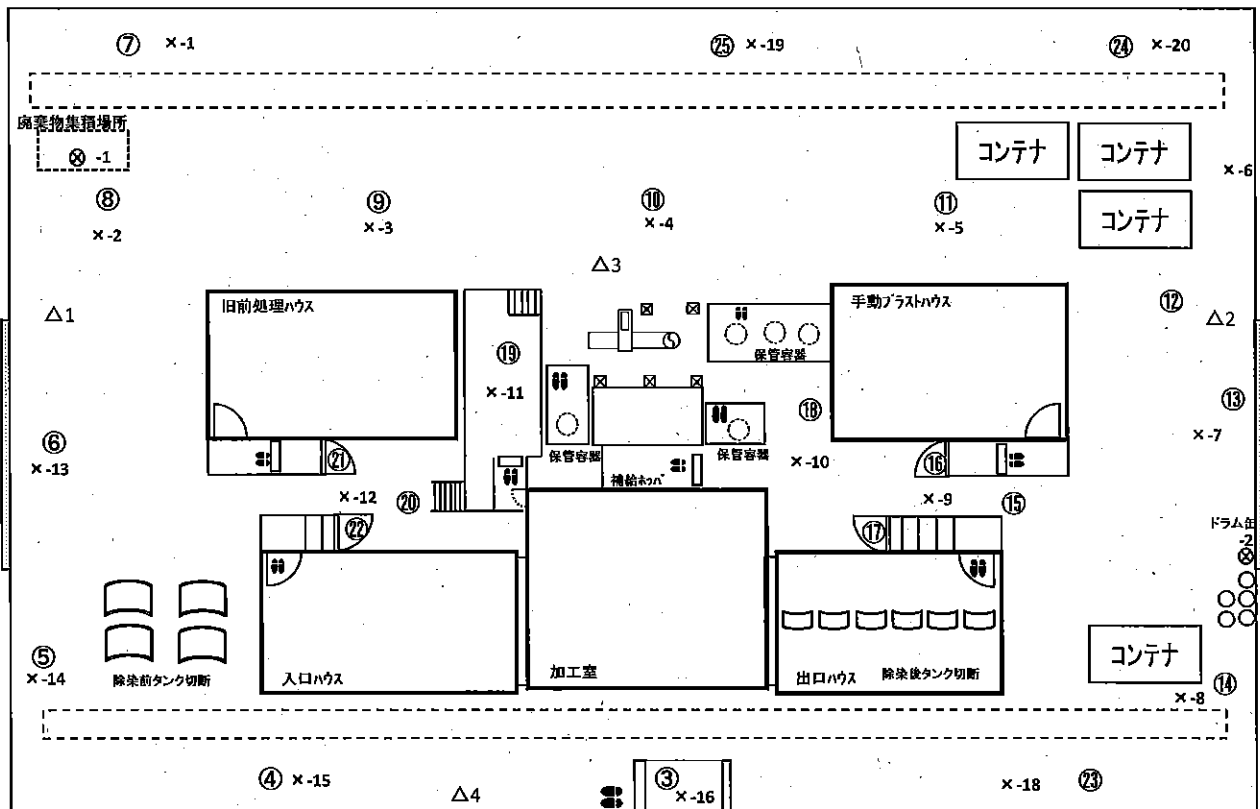 ⑦ ×-1
㉕ ×-19
㉔ ×-20
廃棄物集積場所
⊗ -1
コンテナ
コンテナ
×-6
⑧
×-2
⑨
×-3
⑩
×-4
⑪
×-5
コンテナ
△3
△1
旧前処理ハウス
手動ブラストハウス
⑫
△2
保管容器
⑲
×-11
⑱
⑬
×-7
⑥
×-13
㉑
保管容器
保管容器
×-10
⑯
補給ホッパ
×-12
⑳
×-9
⑮
㉒
⑰
ドラム缶
-2
⊗
⑤
×-14
除染前タンク切断
入口ハウス
加工室
出口ハウス
除染後タンク切断
コンテナ
⑭
×-8
④ ×-15
△4
③
×-16
×-18
㉓